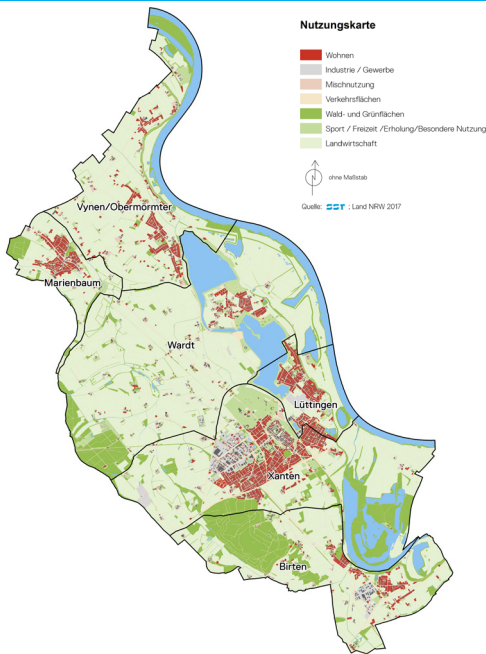 Nutzungskarte
Wohnen
Industrie / Gewerbe
Mischnutzung
Verkehrsflächen
Wald- und Grünflächen
Sport / Freizeit /Erholung/Besondere Nutzung
Landwirtschaft
ohne Maßstab
Quelle: SST ; Land NRW 2017
Vynen/Obermörmter
Marienbaum
Wardt
Lüttingen
Xanten
Birten